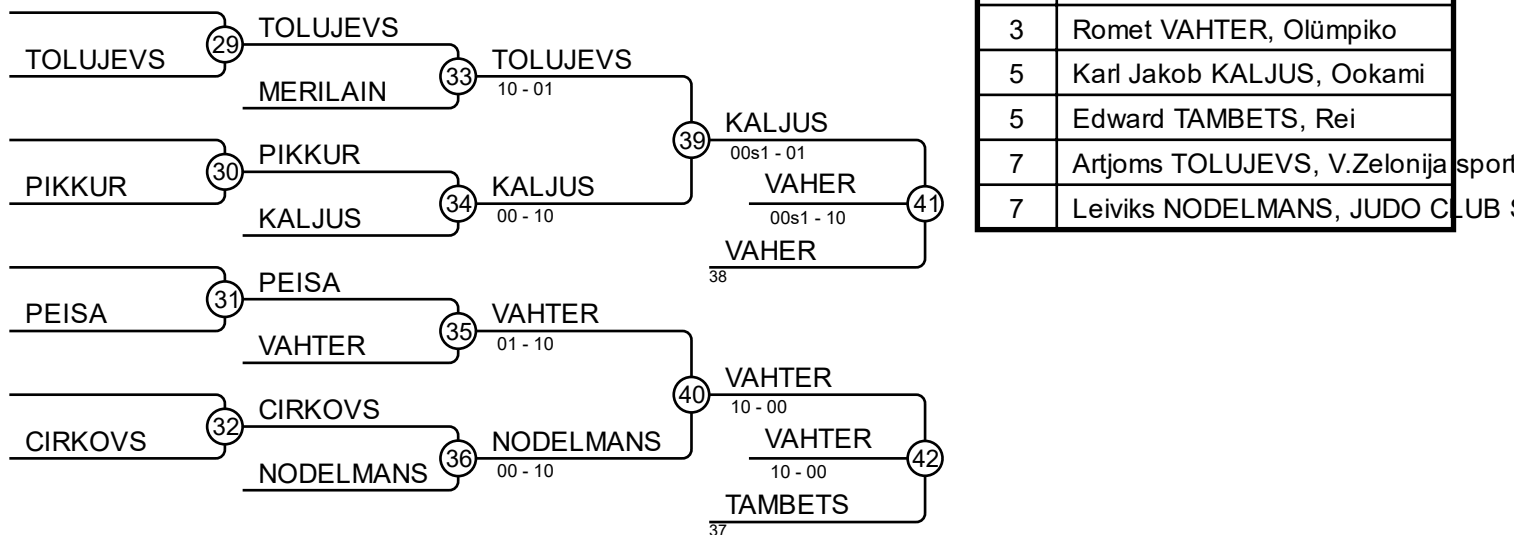 TOLUJEVS
29
TOLUJEVS
MERILAIN
33
TOLUJEVS
10 - 01
PIKKUR
30
PIKKUR
KALJUS
34
KALJUS
00 - 10
39
KALJUS
00s1 - 01
VAHER
00s1 - 10
41
VAHER
38
PEISA
31
PEISA
VAHTER
35
VAHTER
01 - 10
CIRKOVS
32
CIRKOVS
NODELMANS
36
NODELMANS
00 - 10
40
VAHTER
10 - 00
VAHTER
10 - 00
42
TAMBETS
37
3 Romet VAHTER, Olümpiko
5 Karl Jakob KALJUS, Ookami
5 Edward TAMBETS, Rei
7 Artjoms TOLUJEVS, V.Zelonija sport
7 Leiviks NODELMANS, JUDO CLUB S